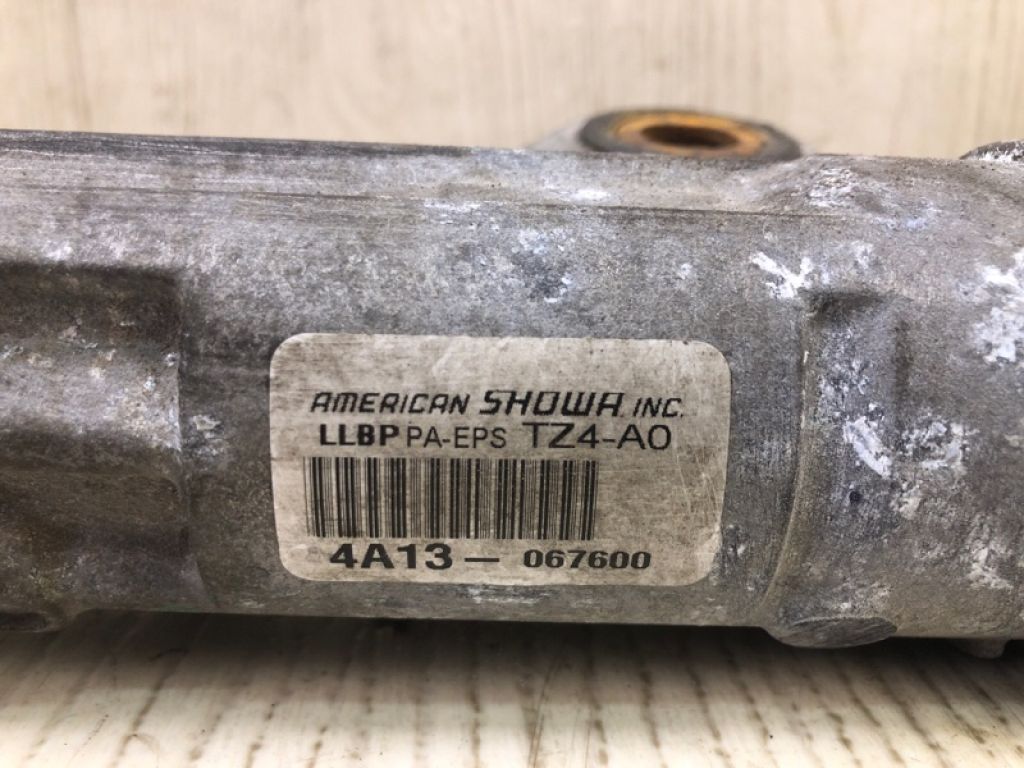 AMERICAN SHOWA INC.
LLBP PA-EPS TZ4-A0
4A13 — 067600